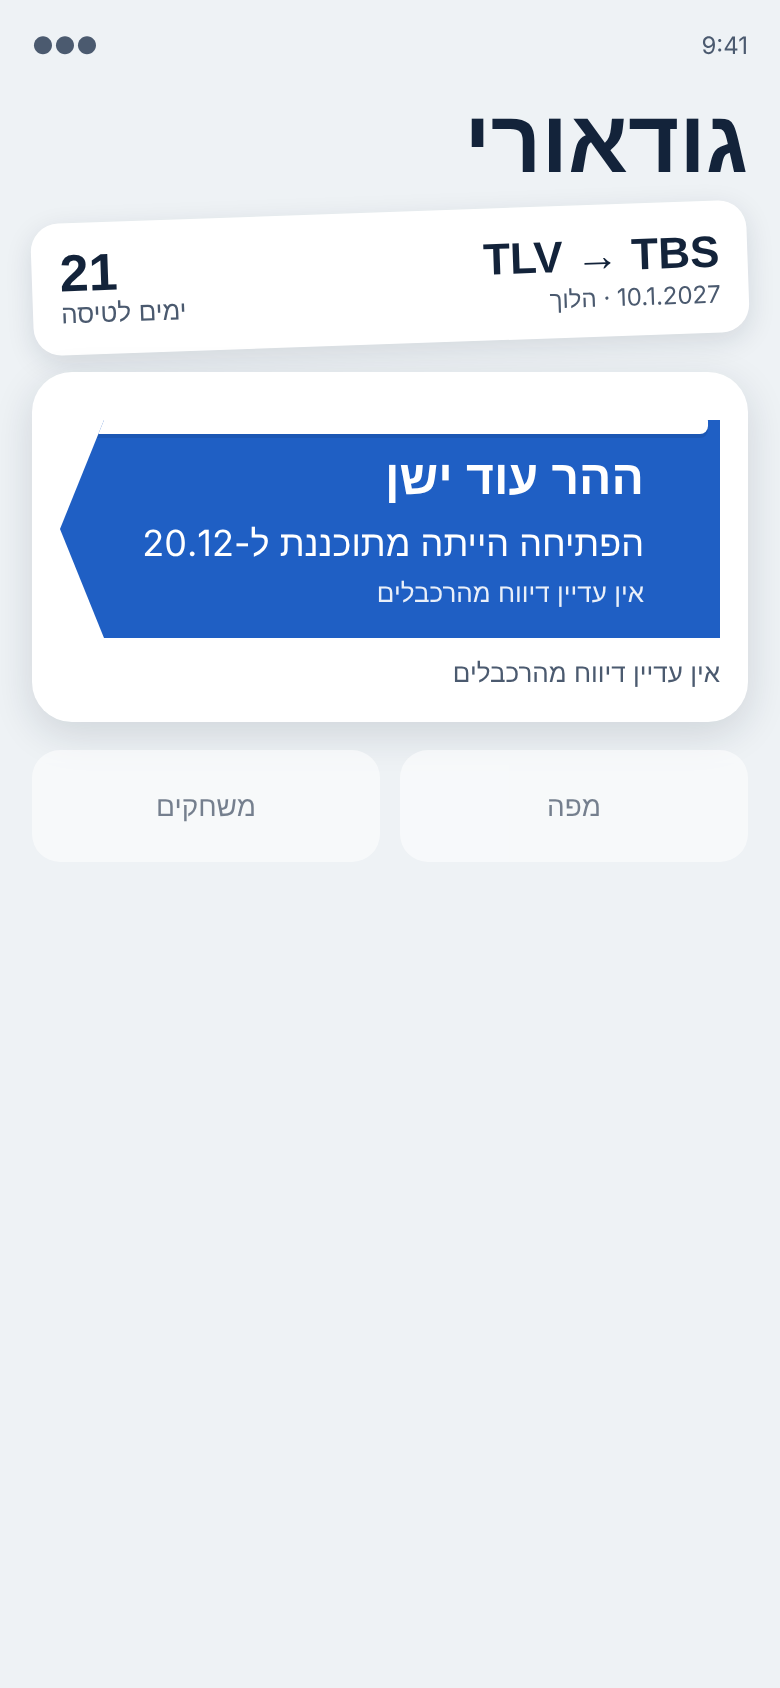 9:41
גודאורי
TLV → TBS
10.1.2027 · הלוך
21
ימים לטיסה
ההר עוד ישן
הפתיחה הייתה מתוכננת ל-20.12
אין עדיין דיווח מהרכבלים
אין עדיין דיווח מהרכבלים
מפה
משחקים